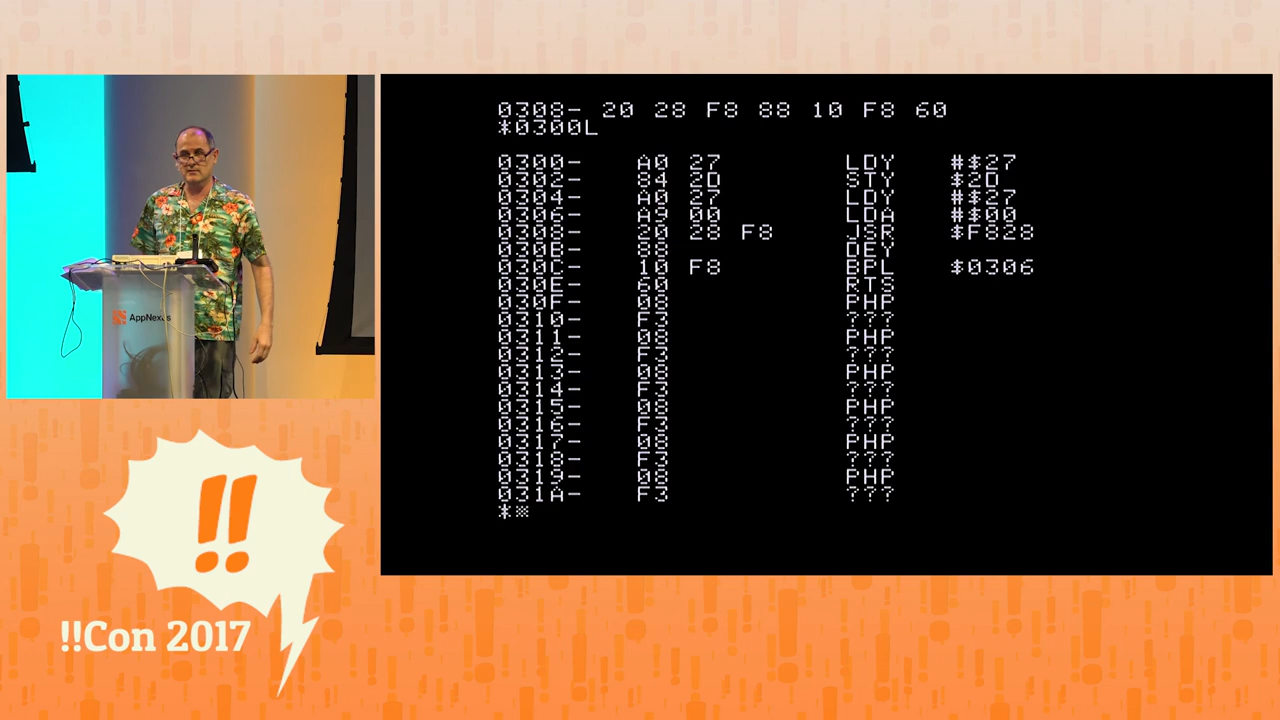 0308- 20 28 F8 88 10 F8 60
*0300L
0300- A0 27 LDY #$27
0302- 84 2D STY $2D
0304- A0 27 LDY #$27
0306- A9 00 LDA #$00
0308- 20 28 F8 JSR $F828
030B- 88 DEY
030C- 10 F8 BPL $0306
030E- 60 RTS
030F- 08 PHP
0310- F3 ???
0311- 08 PHP
0312- F3 ???
0313- 08 PHP
0314- F3 ???
0315- 08 PHP
0316- F3 ???
0317- 08 PHP
0318- F3 ???
0319- 08 PHP
031A- F3 ???
*
AppNexus
!!
!!Con 2017